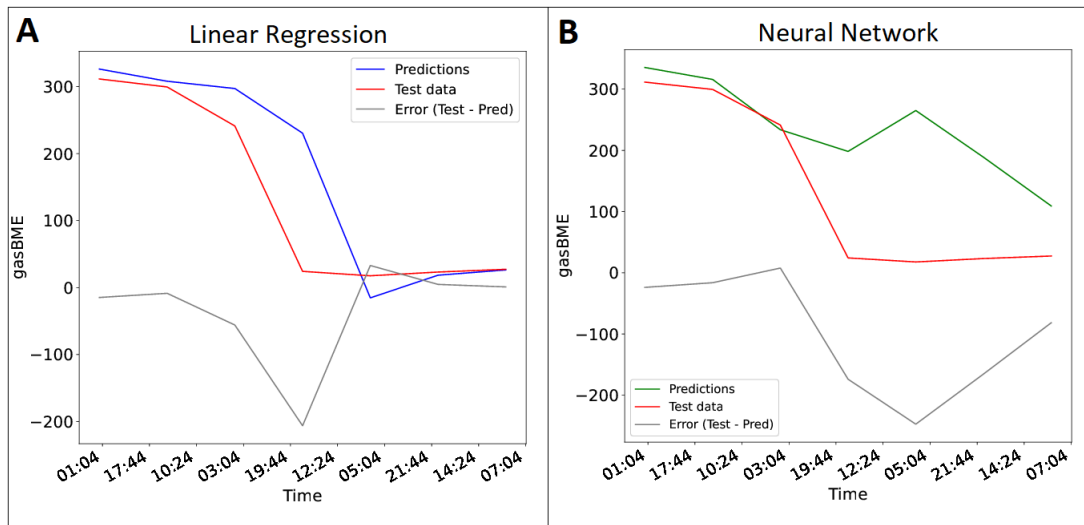 A
Linear Regression
Predictions
Test data
Error (Test - Pred)
300
200
100
0
−100
−200
gasBME
01:04
17:44
10:24
03:04
19:44
12:24
05:04
21:44
14:24
07:04
Time
B
Neural Network
300
200
100
0
−100
−200
gasBME
Predictions
Test data
Error (Test - Pred)
01:04
17:44
10:24
03:04
19:44
12:24
05:04
21:44
14:24
07:04
Time